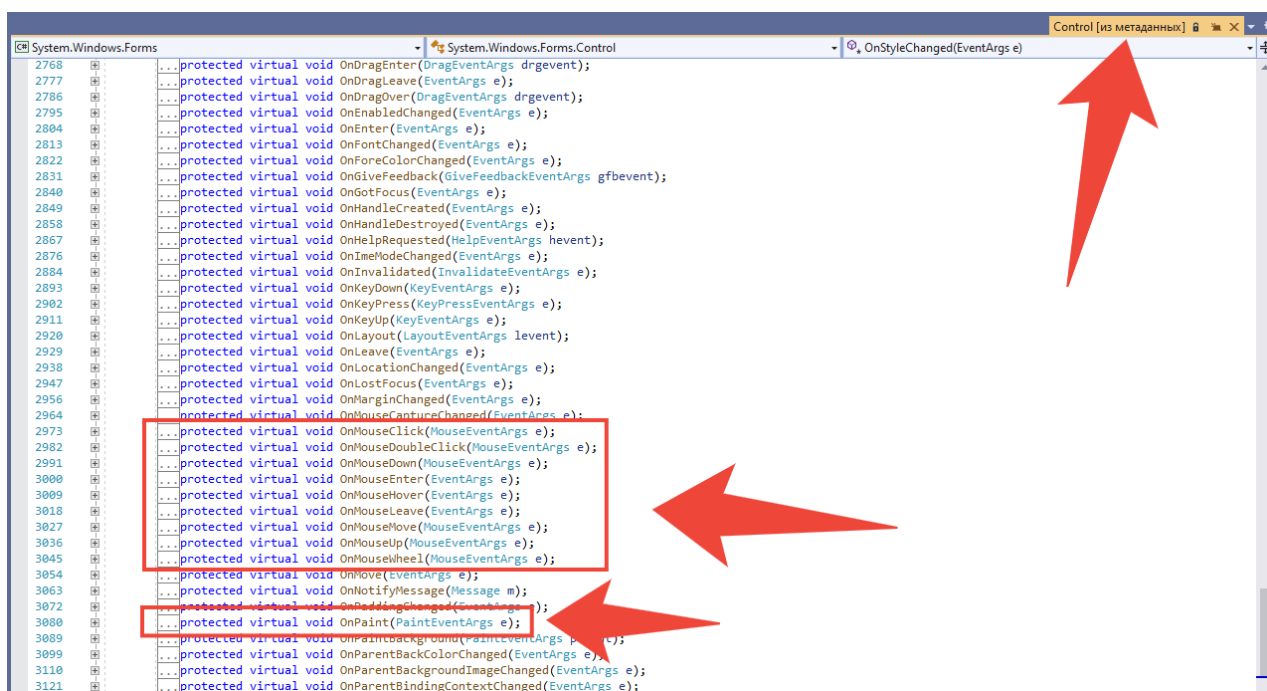 Control [из метаданных]
System.Windows.Forms System.Windows.Forms.Control OnStyleChanged(EventArgs e)
2768 ... protected virtual void OnDragEnter(DragEventArgs drgevent);
2777 ... protected virtual void OnDragLeave(EventArgs e);
2786 ... protected virtual void OnDragOver(DragEventArgs drgevent);
2795 ... protected virtual void OnEnabledChanged(EventArgs e);
2804 ... protected virtual void OnEnter(EventArgs e);
2813 ... protected virtual void OnFontChanged(EventArgs e);
2822 ... protected virtual void OnForeColorChanged(EventArgs e);
2831 ... protected virtual void OnGiveFeedback(GiveFeedbackEventArgs gfbevent);
2840 ... protected virtual void OnGotFocus(EventArgs e);
2849 ... protected virtual void OnHandleCreated(EventArgs e);
2858 ... protected virtual void OnHandleDestroyed(EventArgs e);
2867 ... protected virtual void OnHelpRequested(HelpEventArgs hevent);
2876 ... protected virtual void OnImeModeChanged(EventArgs e);
2884 ... protected virtual void OnInvalidated(InvalidateEventArgs e);
2893 ... protected virtual void OnKeyDown(KeyEventArgs e);
2902 ... protected virtual void OnKeyPress(KeyPressEventArgs e);
2911 ... protected virtual void OnKeyUp(KeyEventArgs e);
2920 ... protected virtual void OnLayout(LayoutEventArgs levent);
2929 ... protected virtual void OnLeave(EventArgs e);
2938 ... protected virtual void OnLocationChanged(EventArgs e);
2947 ... protected virtual void OnLostFocus(EventArgs e);
2956 ... protected virtual void OnMarginChanged(EventArgs e);
2964 ... protected virtual void OnMouseCaptureChanged(EventArgs e);
2973 ... protected virtual void OnMouseClick(MouseEventArgs e);
2982 ... protected virtual void OnMouseDoubleClick(MouseEventArgs e);
2991 ... protected virtual void OnMouseDown(MouseEventArgs e);
3000 ... protected virtual void OnMouseEnter(EventArgs e);
3009 ... protected virtual void OnMouseHover(EventArgs e);
3018 ... protected virtual void OnMouseLeave(EventArgs e);
3027 ... protected virtual void OnMouseMove(MouseEventArgs e);
3036 ... protected virtual void OnMouseUp(MouseEventArgs e);
3045 ... protected virtual void OnMouseWheel(MouseEventArgs e);
3054 ... protected virtual void OnMove(EventArgs e);
3063 ... protected virtual void OnNotifyMessage(Message m);
3072 ... protected virtual void OnPaddingChanged(EventArgs e);
3080 ... protected virtual void OnPaint(PaintEventArgs e);
3089 ... protected virtual void OnPaintBackground(PaintEventArgs
3099 ... protected virtual void OnParentBackColorChanged(EventArgs e);
3110 ... protected virtual void OnParentBackgroundImageChanged(EventArgs e);
3121 ... protected virtual void OnParentBindingContextChanged(EventArgs e);